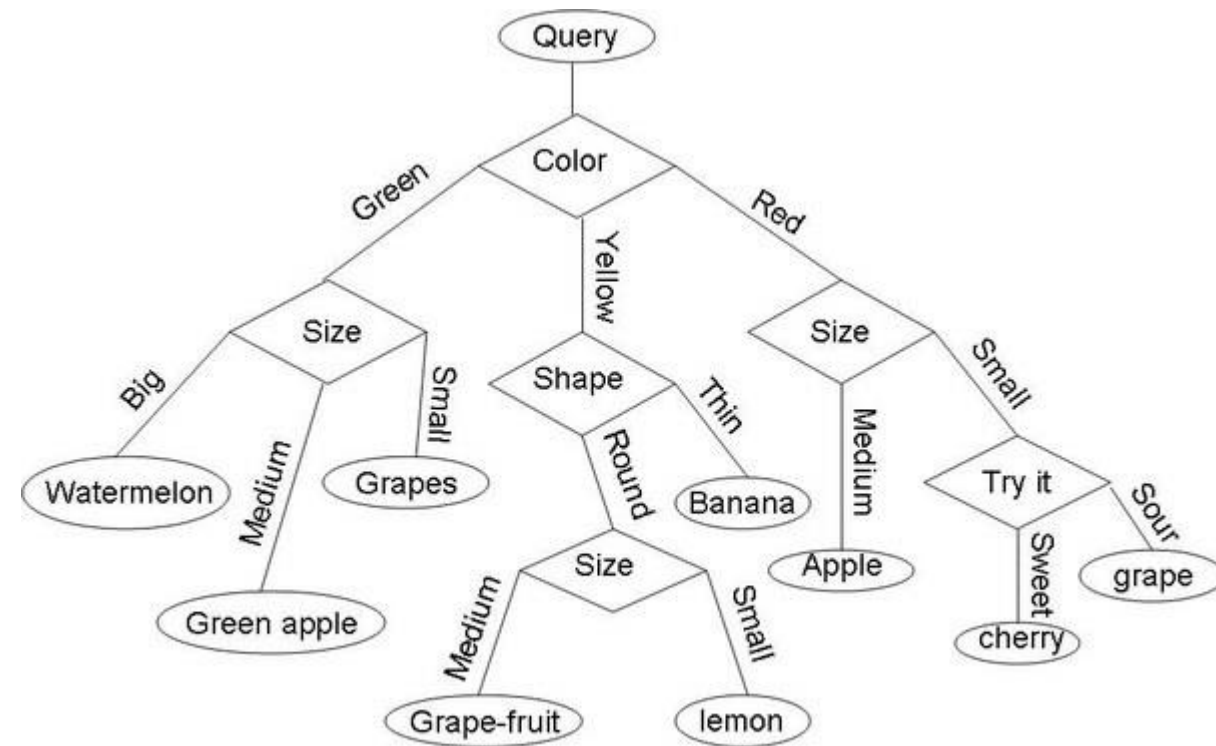 Query
Color
Green
Yellow
Red
Size
Shape
Size
Big
Medium
Small
Round
Thin
Medium
Small
Watermelon
Grapes
Banana
Try it
Green apple
Size
Apple
Sweet
Sour
cherry
grape
Medium
Small
Grape-fruit
lemon